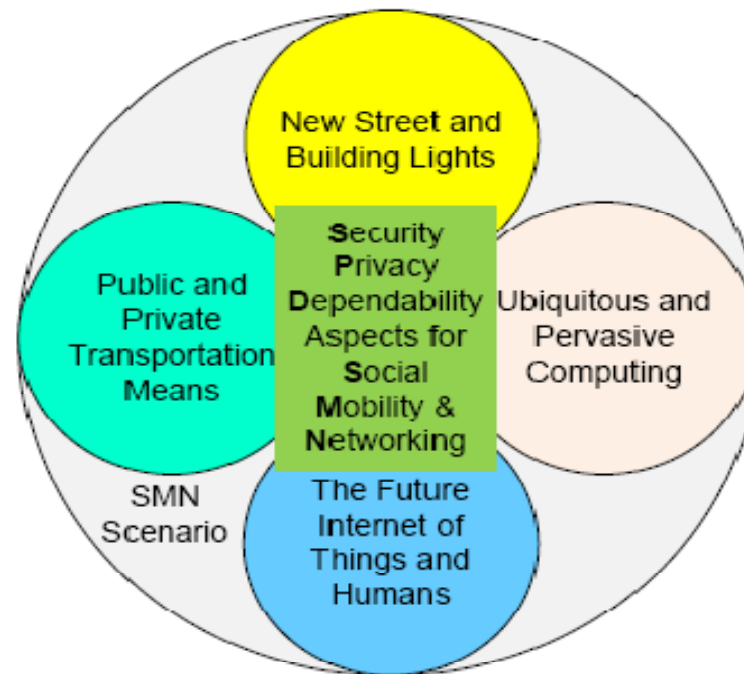 New Street and
Building Lights
Security
Privacy
Dependability
Aspects for
Social
Mobility &
Networking
Public and
Private
Transportation
Means
Ubiquitous and
Pervasive
Computing
SMN
Scenario
The Future
Internet of
Things and
Humans